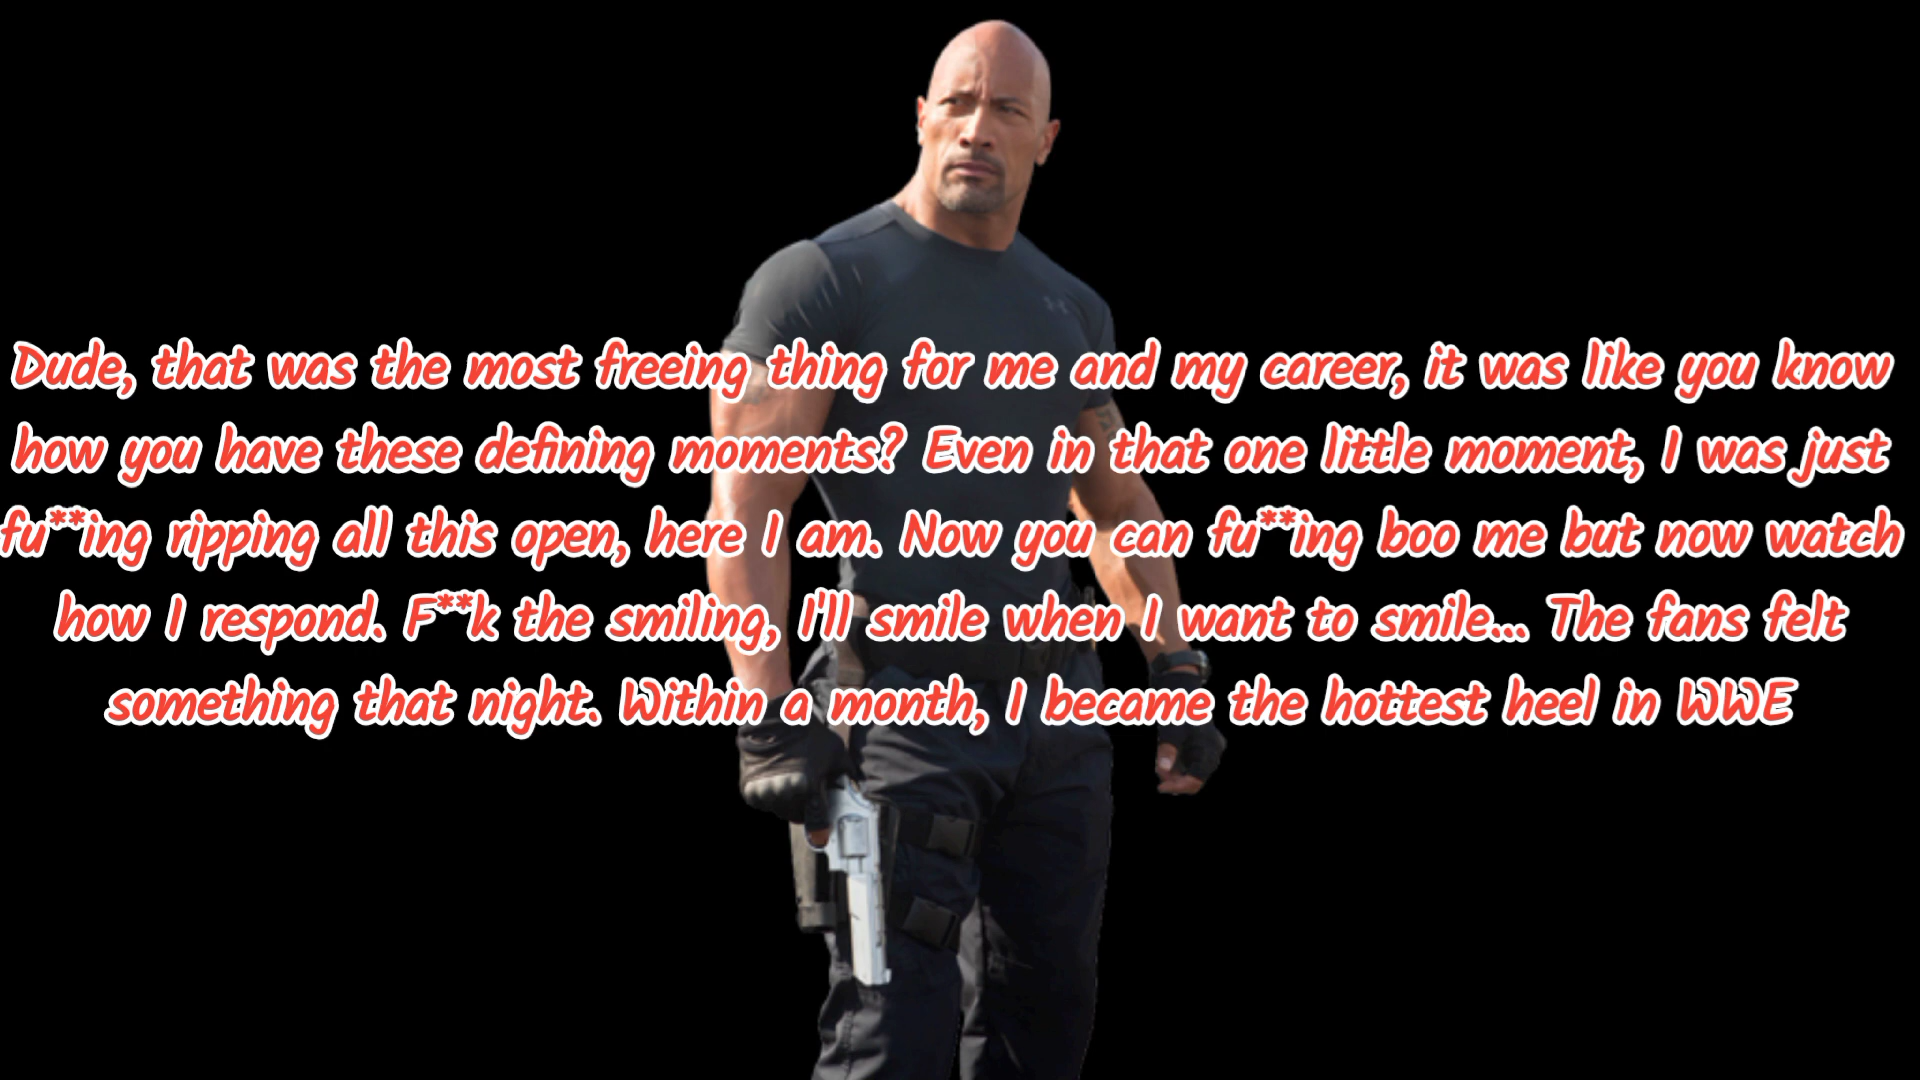 Dude, that was the most freeing thing for me and my career, it was like you know
how you have these defining moments? Even in that one little moment, I was just
fu**ing ripping all this open, here I am. Now you can fu**ing boo me but now watch
how I respond. F**k the smiling, I'll smile when I want to smile... The fans felt
something that night. Within a month, I became the hottest heel in WWE